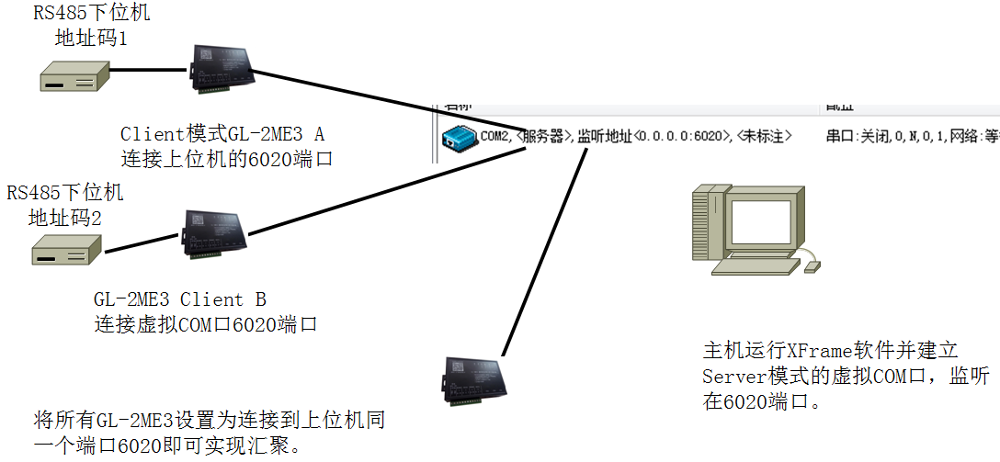 RS485下位机
地址码1
Client模式GL-2ME3 A
连接上位机的6020端口
名称
配置
COM2,<服务器>,监听地址<0.0.0.0:6020>,<未标注>
串口:关闭,0,N,0,1,网络:等
RS485下位机
地址码2
GL-2ME3 Client B
连接虚拟COM口6020端口
主机运行XFrame软件并建立
Server模式的虚拟COM口，监听
在6020端口。
将所有GL-2ME3设置为连接到上位机同
一个端口6020即可实现汇聚。